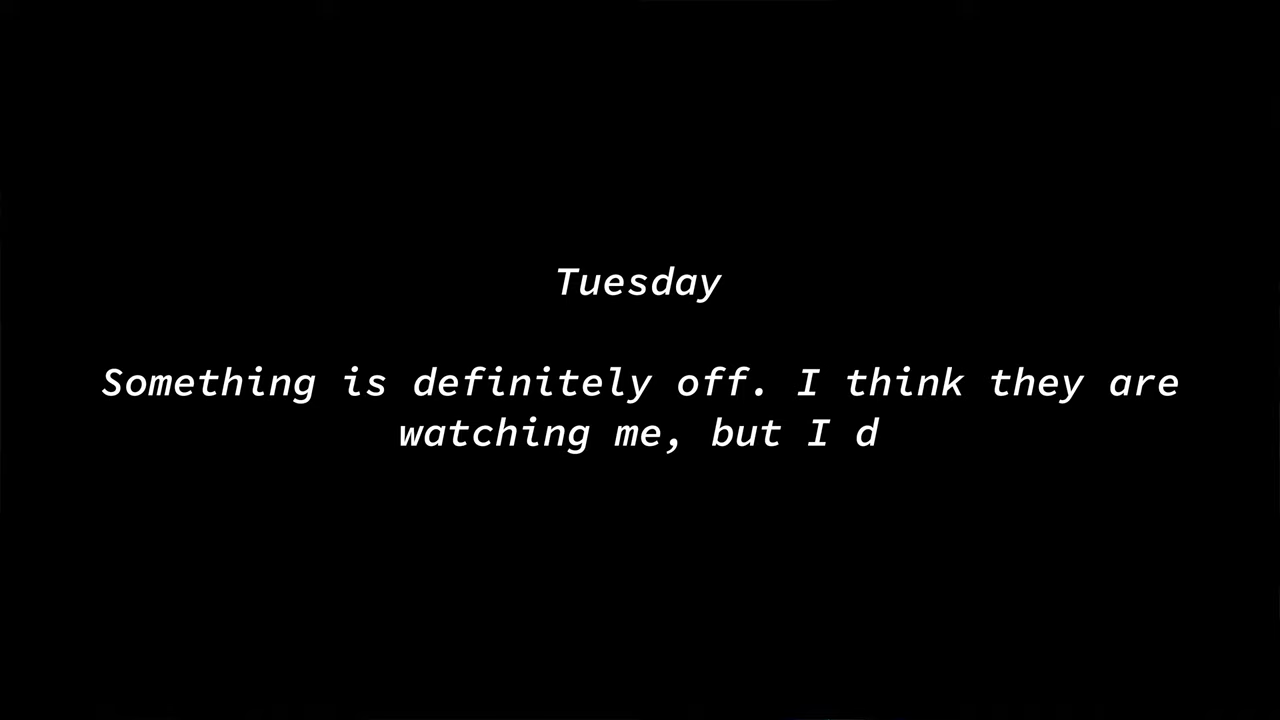 Tuesday
Something is definitely off. I think they are
watching me, but I d